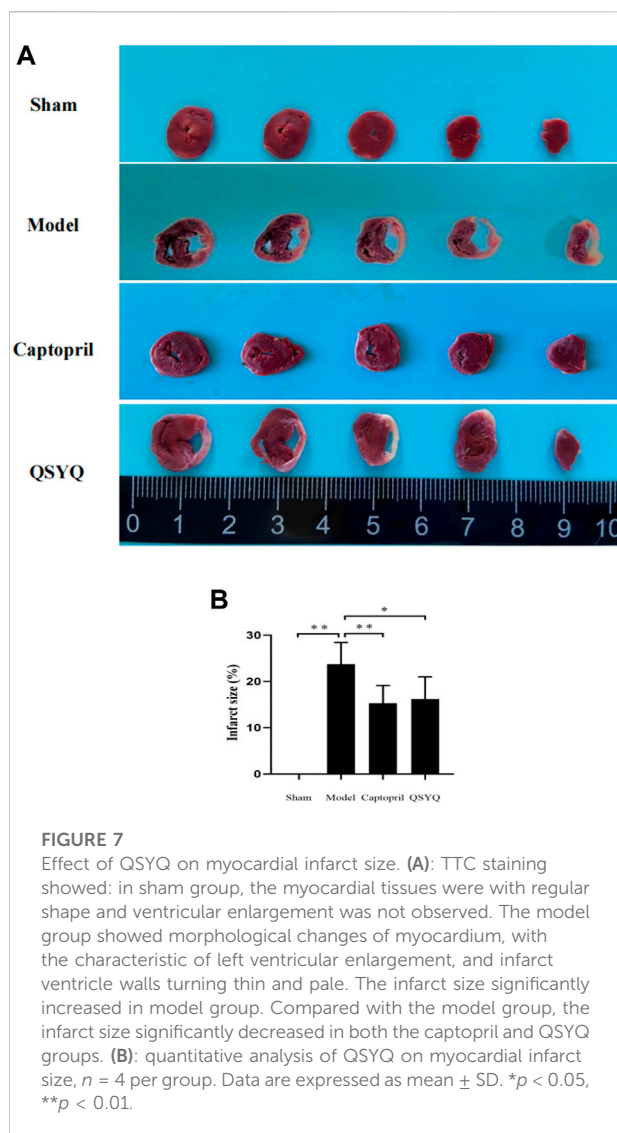 A
Sham
Model
Captopril
QSYQ
0 1 2 3 4 5 6 7 8 9 10
B
* *
* *
*
30
20
10
0
Infarct size (%)
Sham Model Captopril QSYQ
FIGURE 7
Effect of QSYQ on myocardial infarct size. (A): TTC staining
showed: in sham group, the myocardial tissues were with regular
shape and ventricular enlargement was not observed. The model
group showed morphological changes of myocardium, with
the characteristic of left ventricular enlargement, and infarct
ventricle walls turning thin and pale. The infarct size significantly
increased in model group. Compared with the model group, the
infarct size significantly decreased in both the captopril and QSYQ
groups. (B): quantitative analysis of QSYQ on myocardial infarct
size, n = 4 per group. Data are expressed as mean ± SD. *p < 0.05,
**p < 0.01.